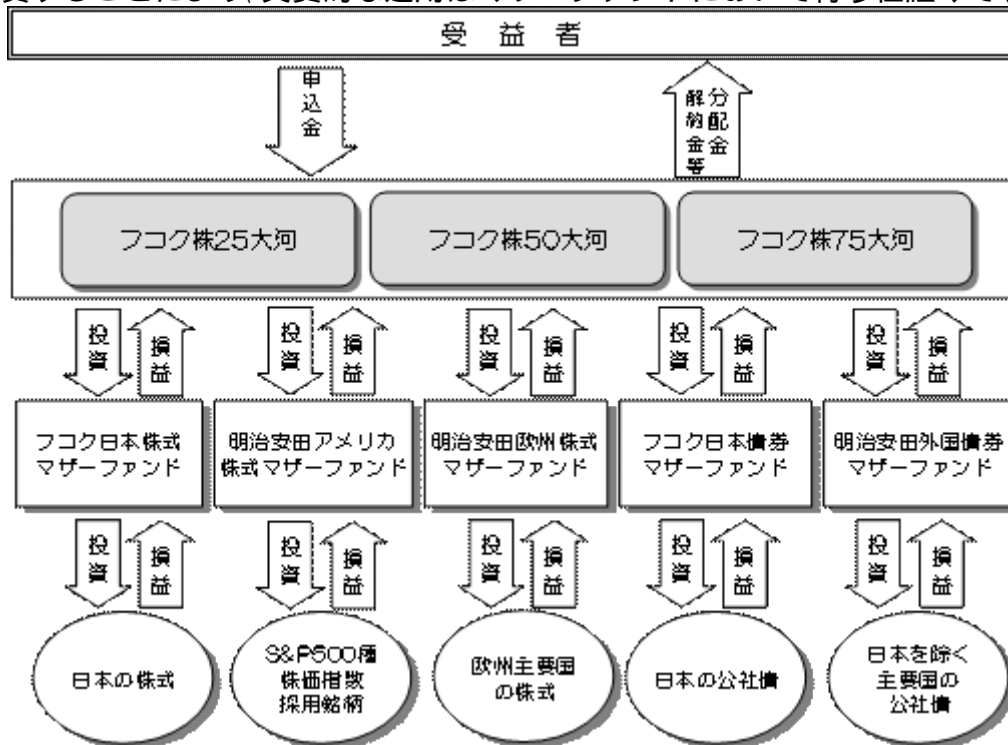 受益者
申込金
分配金
解約金等
フコク株25大河
フコク株50大河
フコク株75大河
投資
損益
投資
損益
投資
損益
投資
損益
投資
損益
フコク日本株式
マザーファンド
明治安田アメリカ
株式マザーファンド
明治安田欧州株式
マザーファンド
フコク日本債券
マザーファンド
明治安田外国債券
マザーファンド
投資
損益
投資
損益
投資
損益
投資
損益
投資
損益
日本の株式
S&P500種
株価指数
採用銘柄
欧州主要国
の株式
日本の公社債
日本を除く
主要国の
公社債